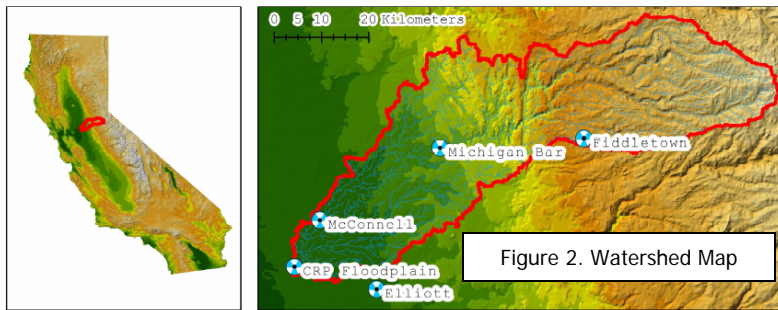 0 5 10 20 Kilometers
Michigan Bar
Fiddletown
McConnell
CRP Floodplain
Elliott
Figure 2. Watershed Map